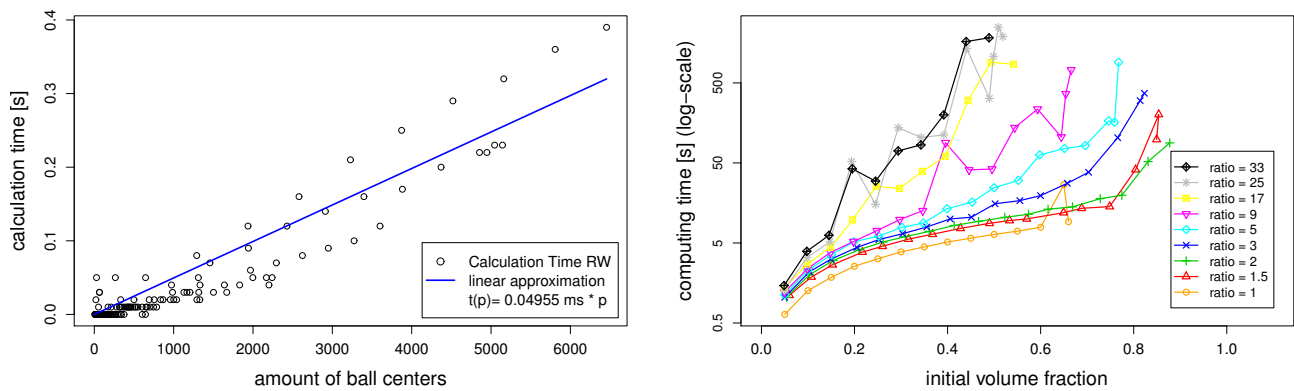 calculation time [s]
0.0
0.1
0.2
0.3
0.4
0
1000
2000
3000
4000
5000
6000
amount of ball centers
Calculation Time RW
linear approximation
t(p)= 0.04955 ms * p
computing time [s] (log−scale)
0.5
5
50
500
0.0
0.2
0.4
0.6
0.8
1.0
initial volume fraction
ratio = 33
ratio = 25
ratio = 17
ratio = 9
ratio = 5
ratio = 3
ratio = 2
ratio = 1.5
ratio = 1